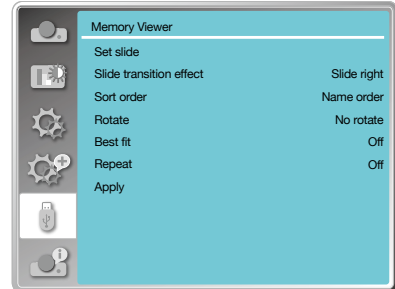 Memory Viewer
Set slide
Slide transition effect Slide right
Sort order Name order
Rotate No rotate
Best fit Off
Repeat Off
Apply